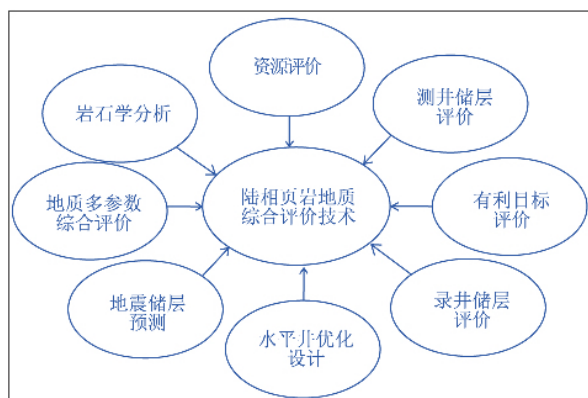 资源评价
岩石学分析
测井储层
评价
地质多参数
综合评价
陆相页岩地质
综合评价技术
有利目标
评价
地震储层
预测
水平井优化
设计
录井储层
评价